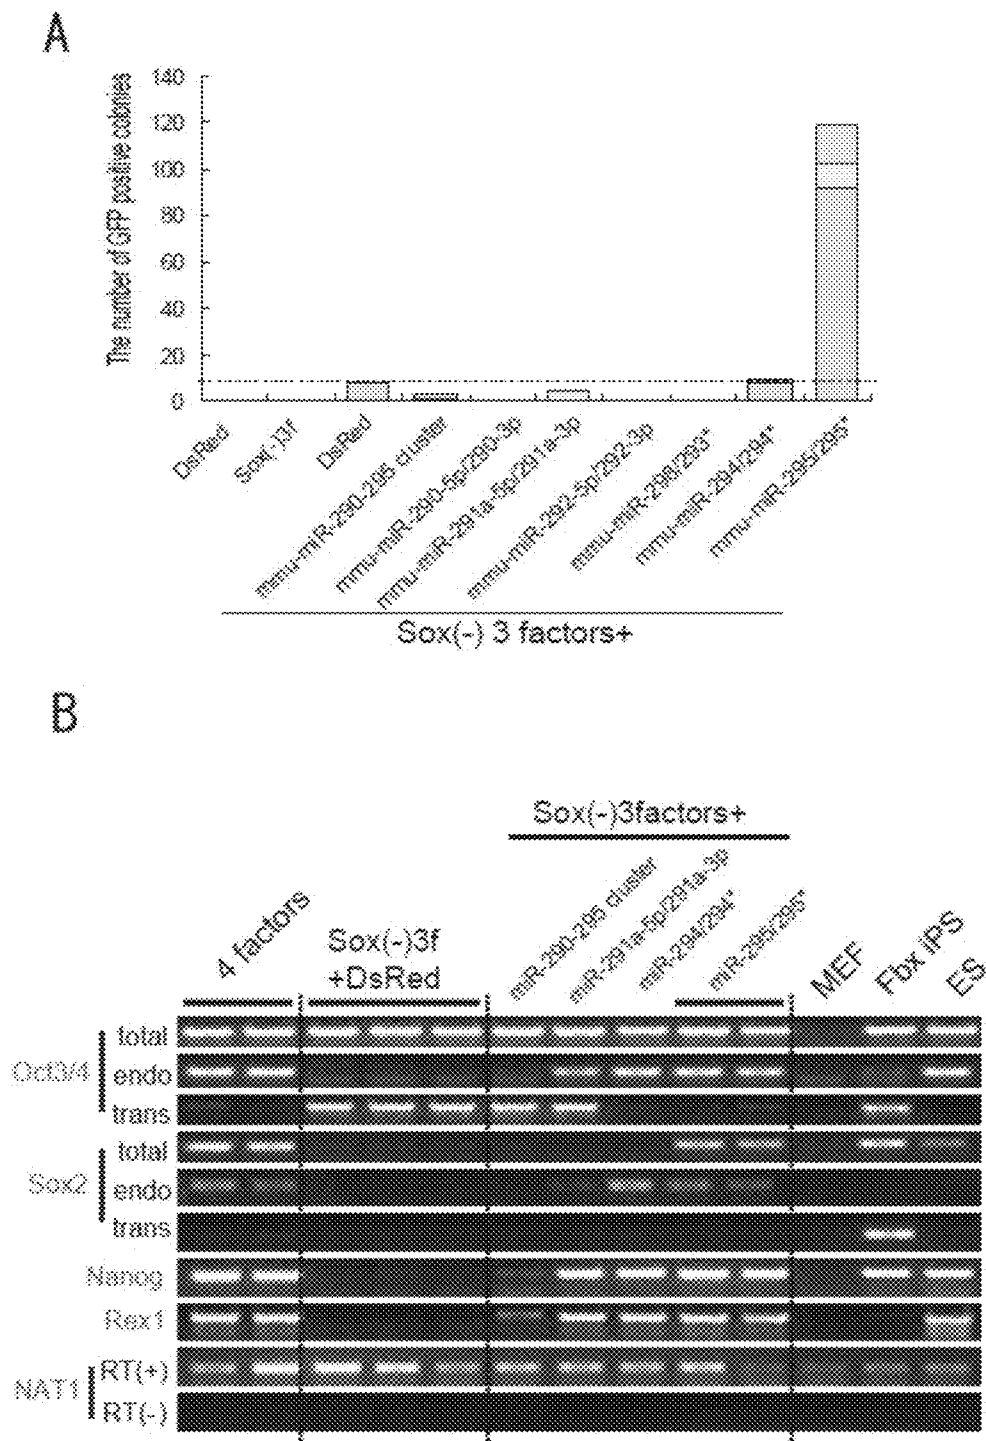 A
The number of GFP positive colonies
140
120
100
80
60
40
20
0
DsRed
Sox(-)3f
DsRed
mmu-miR-290-295 cluster
mmu-miR-290-5p/290-3p
mmu-miR-291a-5p/291a-3p
mmu-miR-292-5p/292-3p
mmu-miR-298/293*
mmu-miR-294/294*
mmu-miR-295/295*
Sox(-) 3 factors+
B
Sox(-)3factors+
4 factors
Sox(-)3f
+DsRed
miR-290-295 cluster
miR-291a-5p/291a-39
miR-294/294*
miR-295/295*
MEF
Fbx iPS
ES
Oct3/4
total
endo
trans
Sox2
total
endo
trans
Nanog
Rex1
NAT1
RT(+)
RT(-)